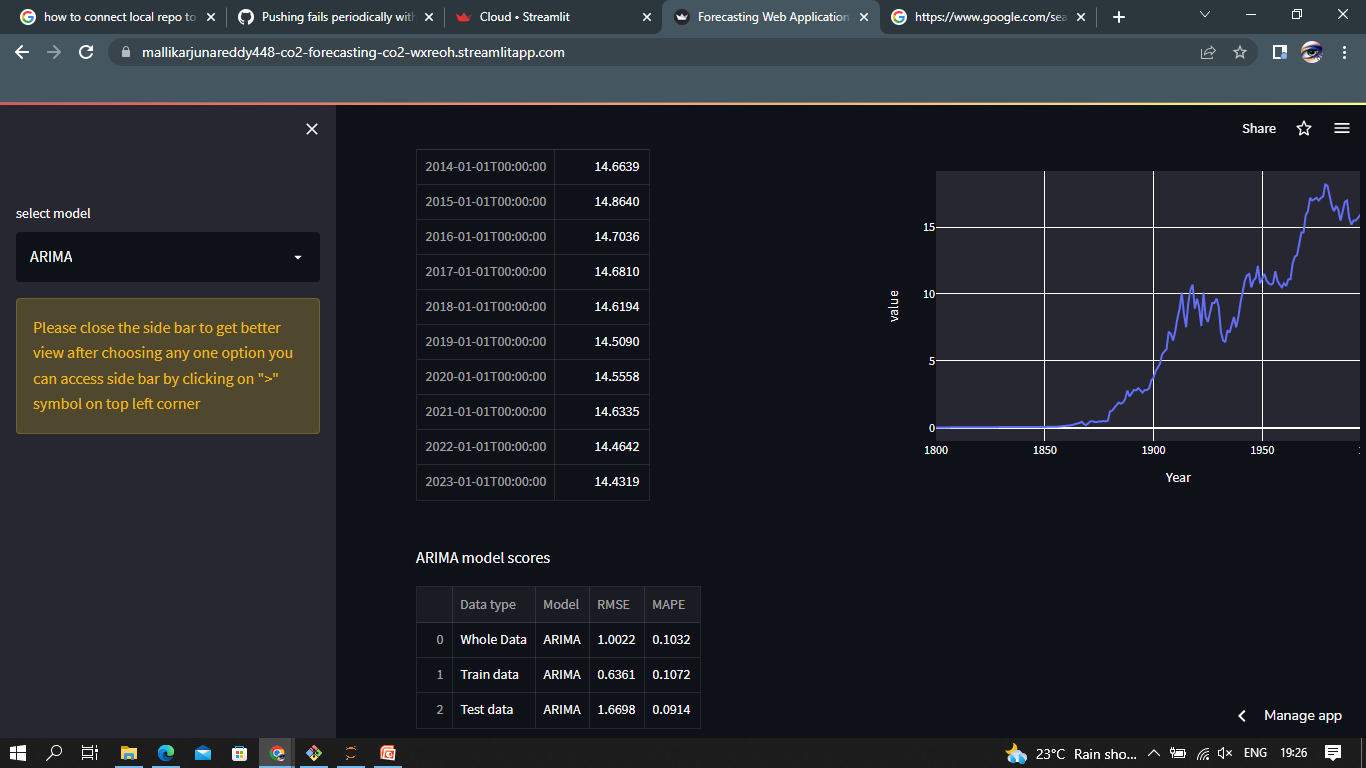 how to connect local repo to
Pushing fails periodically with
Cloud • Streamlit
Forecasting Web Application
https://www.google.com/sea
mallikarjunareddy448-co2-forecasting-co2-wxreoh.streamlitapp.com
Share
select model
ARIMA
Please close the side bar to get better
view after choosing any one option you
can access side bar by clicking on ">"
symbol on top left corner
2014-01-01T00:00:00 14.6639
2015-01-01T00:00:00 14.8640
2016-01-01T00:00:00 14.7036
2017-01-01T00:00:00 14.6810
2018-01-01T00:00:00 14.6194
2019-01-01T00:00:00 14.5090
2020-01-01T00:00:00 14.5558
2021-01-01T00:00:00 14.6335
2022-01-01T00:00:00 14.4642
2023-01-01T00:00:00 14.4319
value
15
10
5
0
1800 1850 1900 1950
Year
ARIMA model scores
Data type Model RMSE MAPE
0 Whole Data ARIMA 1.0022 0.1032
1 Train data ARIMA 0.6361 0.1072
2 Test data ARIMA 1.6698 0.0914
Manage app
23°C Rain sho... ENG 19:26